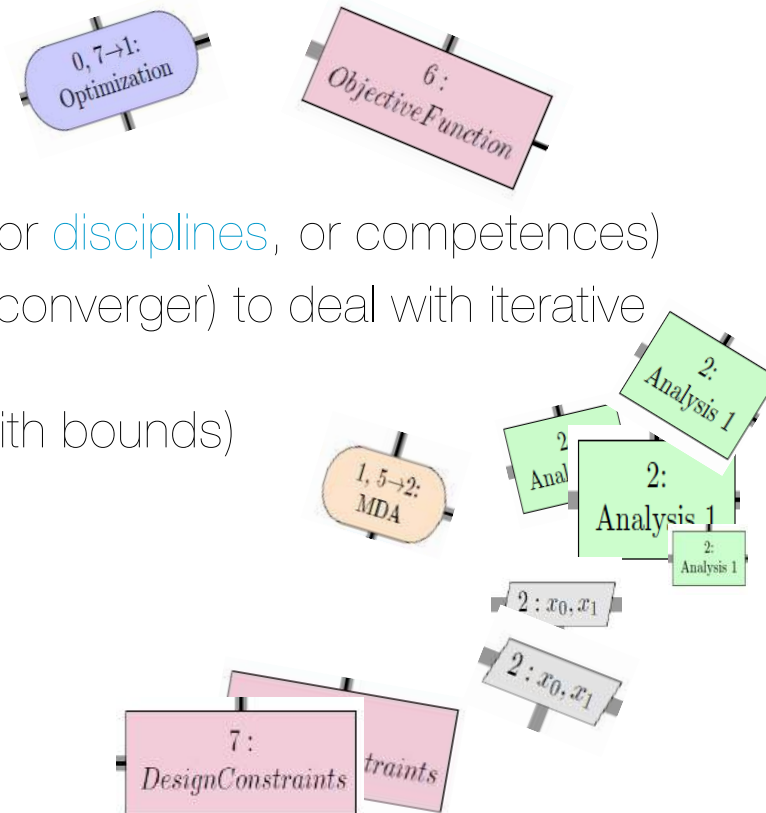 0, 7→1:
Optimization
6 :
ObjectiveFunction
or disciplines, or competences)
converger) to deal with iterative
ith bounds)
2:
Analysis 1
2
Anal
2:
Analysis 1
2:
Analysis 1
1, 5→2:
MDA
2 : x₀, x₁
2 : x₀, x₁
7 :
DesignConstraints
traints